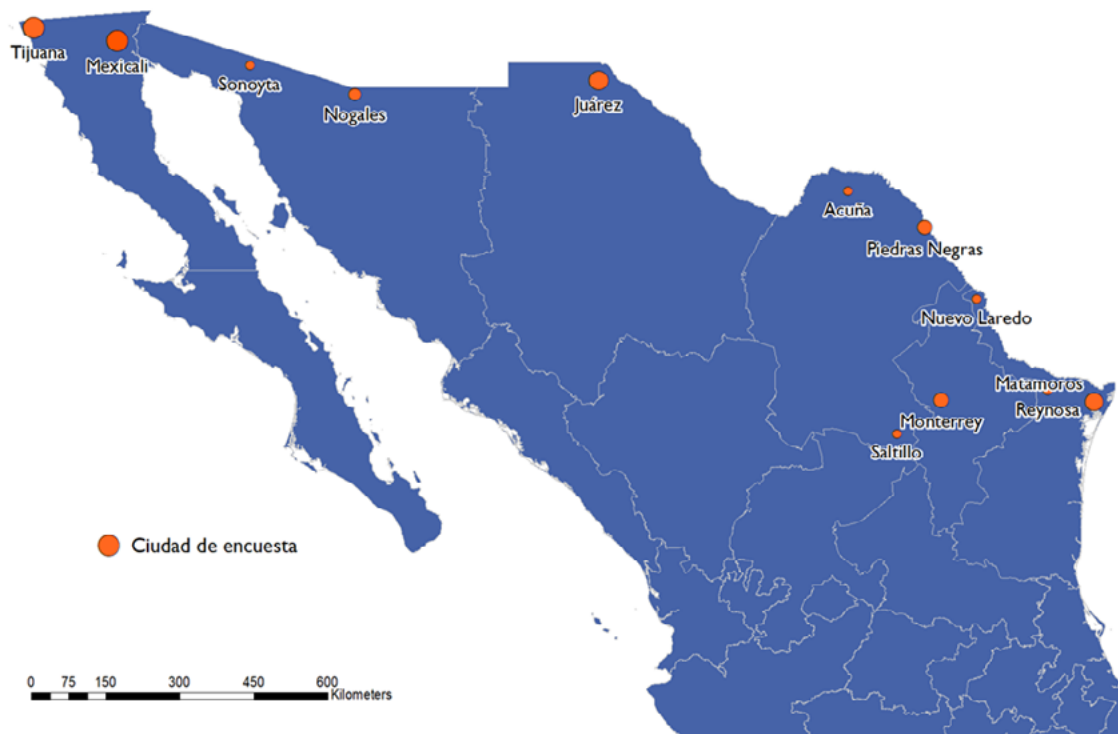 Tijuana
Mexicali
Sonoyta
Nogales
Juárez
Acuña
Piedras Negras
Nuevo Laredo
Matamoros
Reynosa
Monterrey
Saltillo
Ciudad de encuesta
0 75 150 300 450 600
Kilometers